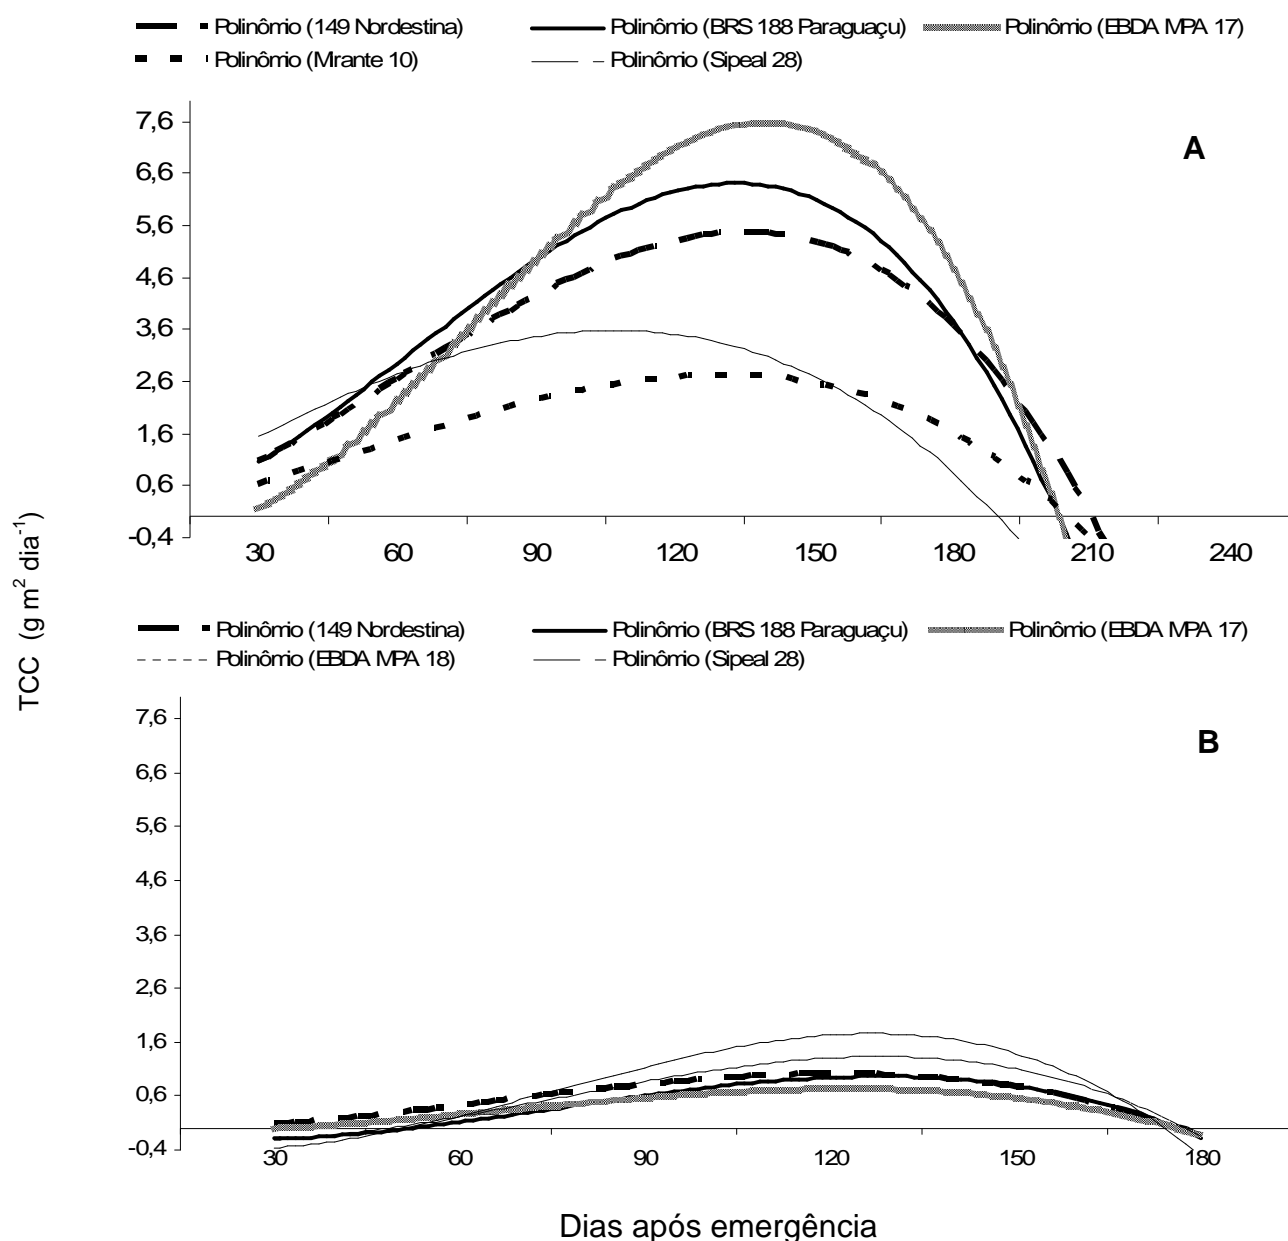 Polinômio (149 Nordestina) Polinômio (BRS 188 Paraguaçu) Polinômio (EBDA MPA 17)
Polinômio (Mirante 10) Polinômio (Sipeal 28)
A
7,6
6,6
5,6
4,6
3,6
2,6
1,6
0,6
-0,4
30 60 90 120 150 180 210 240
TCC (g m² dia⁻¹)
Polinômio (149 Nordestina) Polinômio (BRS 188 Paraguaçu) Polinômio (EBDA MPA 17)
Polinômio (EBDA MPA 18) Polinômio (Sipeal 28)
B
7,6
6,6
5,6
4,6
3,6
2,6
1,6
0,6
-0,4
30 60 90 120 150 180
Dias após emergência